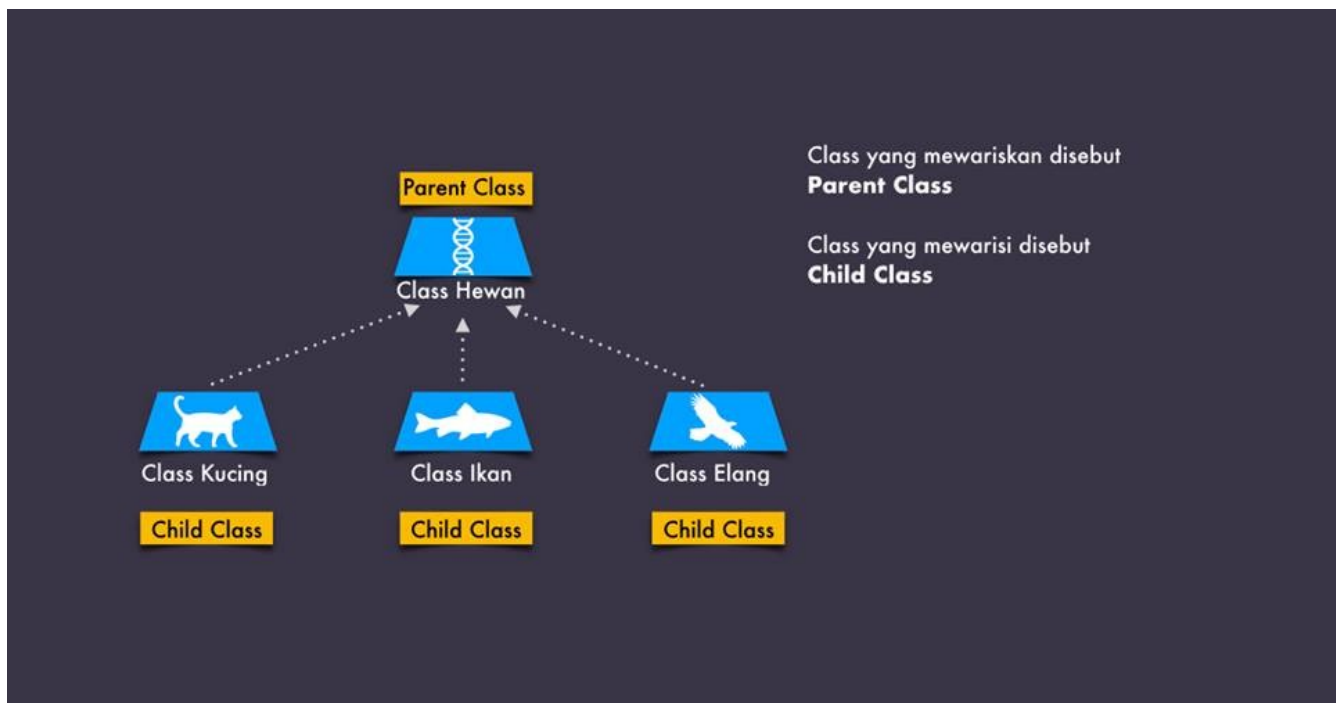 Class yang mewariskan disebut
Parent Class
Class yang mewarisi disebut
Child Class
Parent Class
Class Hewan
Class Kucing
Class Ikan
Class Elang
Child Class
Child Class
Child Class